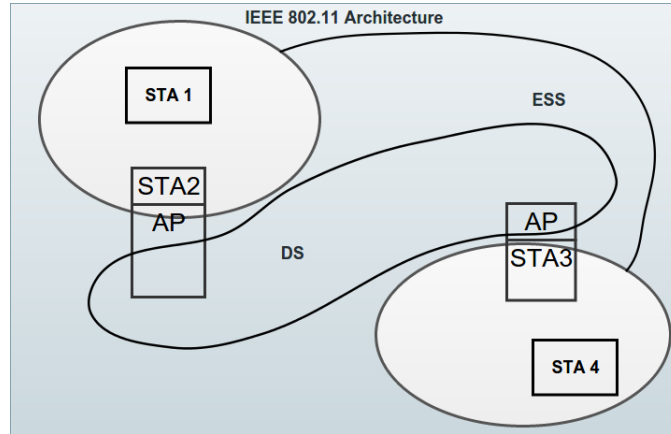 IEEE 802.11 Architecture
STA 1
ESS
STA2
AP
AP
DS
STA3
STA 4